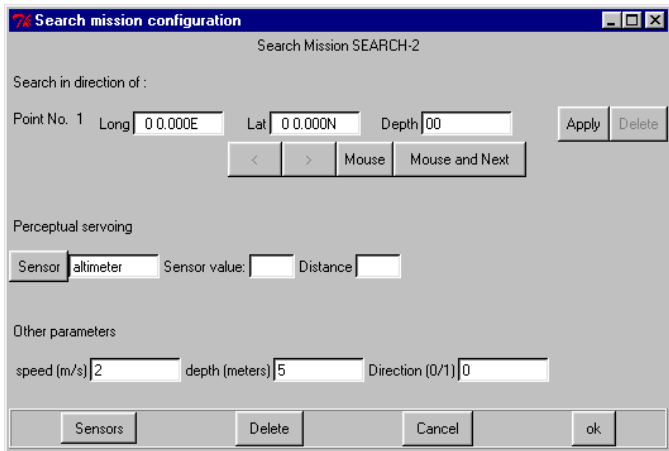 Search mission configuration
Search Mission SEARCH-2
Search in direction of :
Point No. 1 Long 0 0.000E Lat 0 0.000N Depth 00 Apply Delete
< > Mouse Mouse and Next
Perceptual servoing
Sensor altimeter Sensor value: Distance
Other parameters
speed (m/s) 2 depth (meters) 5 Direction (0/1) 0
Sensors Delete Cancel ok